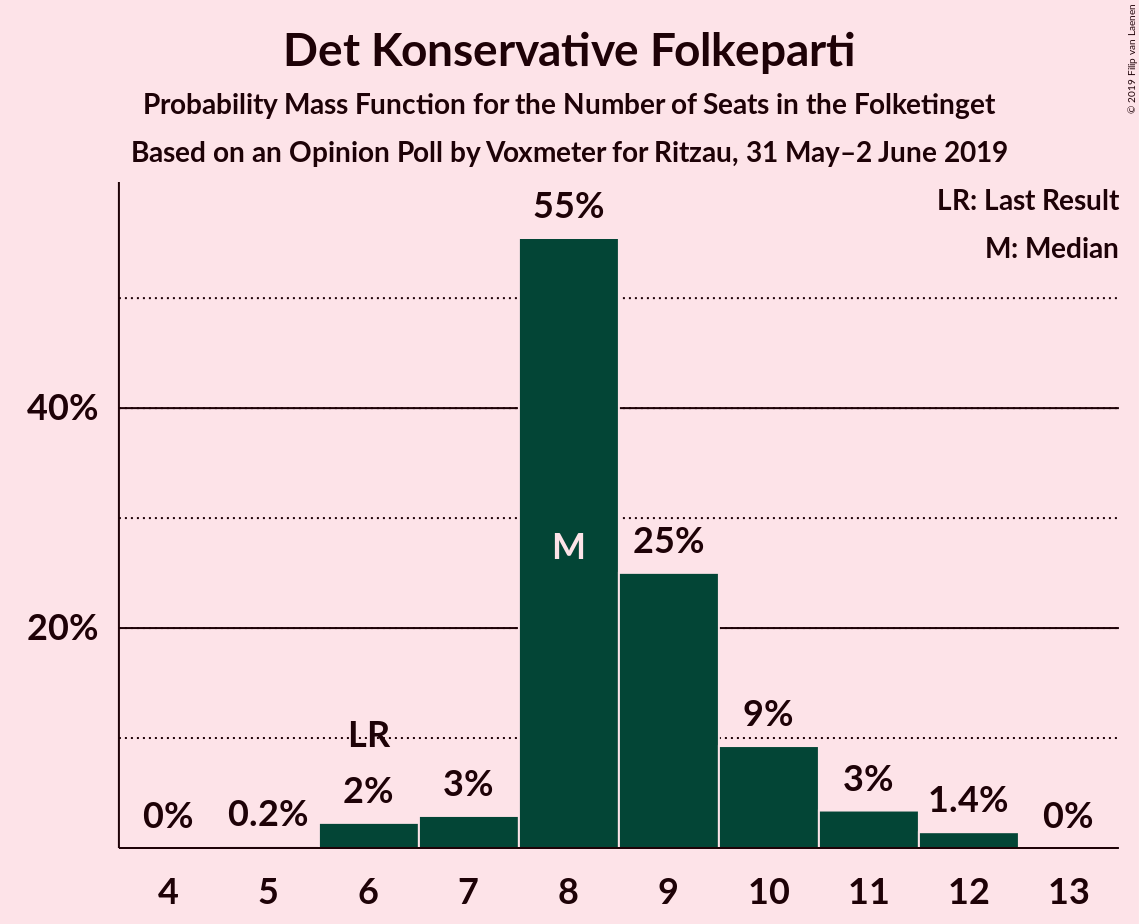 Det Konservative Folkeparti
Probability Mass Function for the Number of Seats in the Folketinget
Based on an Opinion Poll by Voxmeter for Ritzau, 31 May–2 June 2019
© 2019 Filip van Laenen
LR: Last Result
M: Median
55%
40%
M
25%
20%
9%
LR
2%
3%
3%
1.4%
0%
0.2%
0%
4 5 6 7 8 9 10 11 12 13